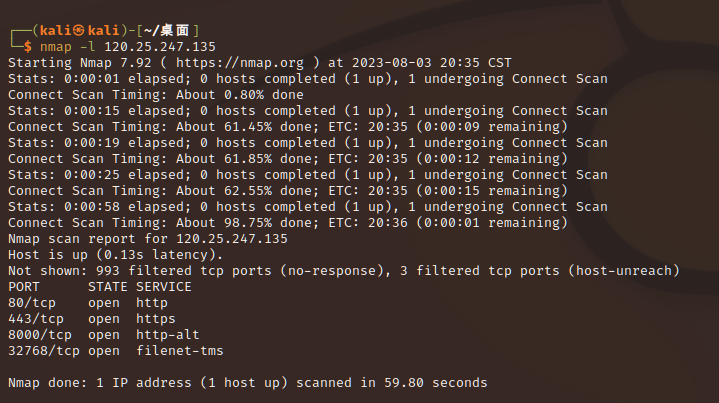 ┌──(kali㉿kali)-[~/桌面]
└─$ nmap -l 120.25.247.135
Starting Nmap 7.92 ( https://nmap.org ) at 2023-08-03 20:35 CST
Stats: 0:00:01 elapsed; 0 hosts completed (1 up), 1 undergoing Connect Scan
Connect Scan Timing: About 0.80% done
Stats: 0:00:15 elapsed; 0 hosts completed (1 up), 1 undergoing Connect Scan
Connect Scan Timing: About 61.45% done; ETC: 20:35 (0:00:09 remaining)
Stats: 0:00:19 elapsed; 0 hosts completed (1 up), 1 undergoing Connect Scan
Connect Scan Timing: About 61.85% done; ETC: 20:35 (0:00:12 remaining)
Stats: 0:00:25 elapsed; 0 hosts completed (1 up), 1 undergoing Connect Scan
Connect Scan Timing: About 62.55% done; ETC: 20:35 (0:00:15 remaining)
Stats: 0:00:58 elapsed; 0 hosts completed (1 up), 1 undergoing Connect Scan
Connect Scan Timing: About 98.75% done; ETC: 20:36 (0:00:01 remaining)
Nmap scan report for 120.25.247.135
Host is up (0.13s latency).
Not shown: 993 filtered tcp ports (no-response), 3 filtered tcp ports (host-unreach)
PORT      STATE SERVICE
80/tcp    open  http
443/tcp   open  https
8000/tcp  open  http-alt
32768/tcp open  filenet-tms
Nmap done: 1 IP address (1 host up) scanned in 59.80 seconds